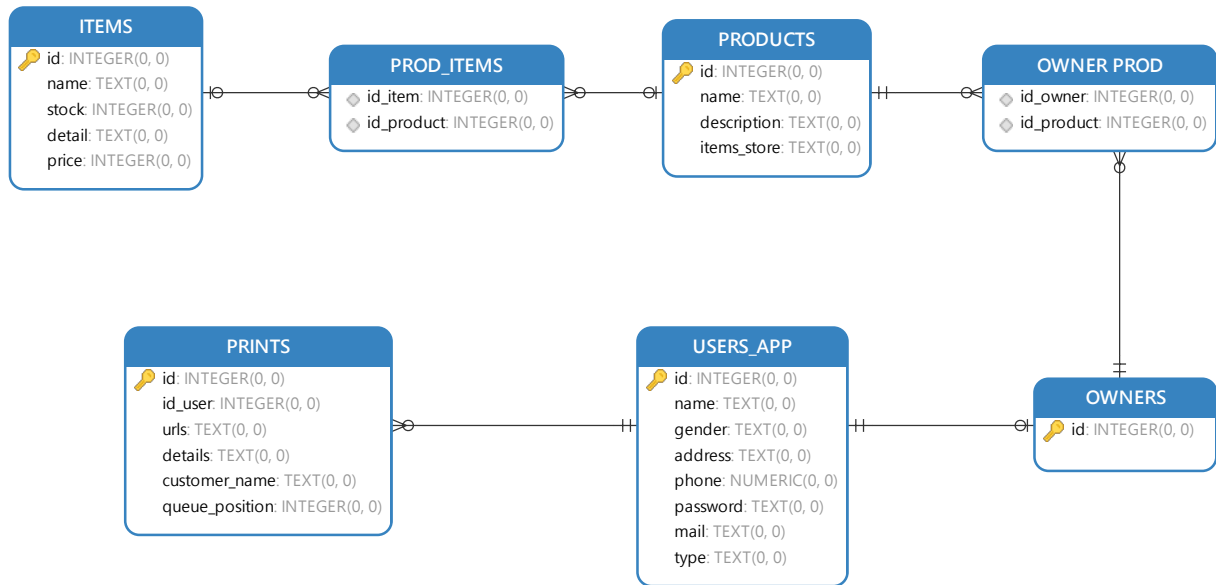 ITEMS
id: INTEGER(0, 0)
name: TEXT(0, 0)
stock: INTEGER(0, 0)
detail: TEXT(0, 0)
price: INTEGER(0, 0)
PROD_ITEMS
id_item: INTEGER(0, 0)
id_product: INTEGER(0, 0)
PRODUCTS
id: INTEGER(0, 0)
name: TEXT(0, 0)
description: TEXT(0, 0)
items_store: TEXT(0, 0)
OWNER PROD
id_owner: INTEGER(0, 0)
id_product: INTEGER(0, 0)
PRINTS
id: INTEGER(0, 0)
id_user: INTEGER(0, 0)
urls: TEXT(0, 0)
details: TEXT(0, 0)
customer_name: TEXT(0, 0)
queue_position: INTEGER(0, 0)
USERS_APP
id: INTEGER(0, 0)
name: TEXT(0, 0)
gender: TEXT(0, 0)
address: TEXT(0, 0)
phone: NUMERIC(0, 0)
password: TEXT(0, 0)
mail: TEXT(0, 0)
type: TEXT(0, 0)
OWNERS
id: INTEGER(0, 0)